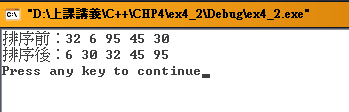 "D:\上課講義\C++\CHP4\ex4_2\Debug\ex4_2.exe"
排序前：32 6 95 45 30
排序後：6 30 32 45 95
Press any key to continue